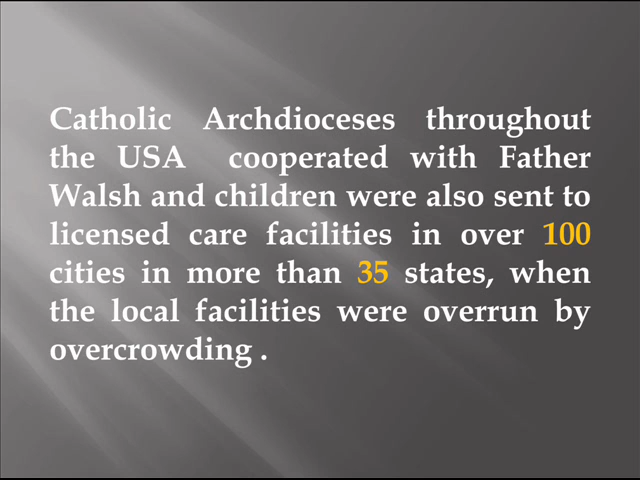 Catholic Archdioceses throughout
the USA cooperated with Father
Walsh and children were also sent to
licensed care facilities in over 100
cities in more than 35 states, when
the local facilities were overrun by
overcrowding .